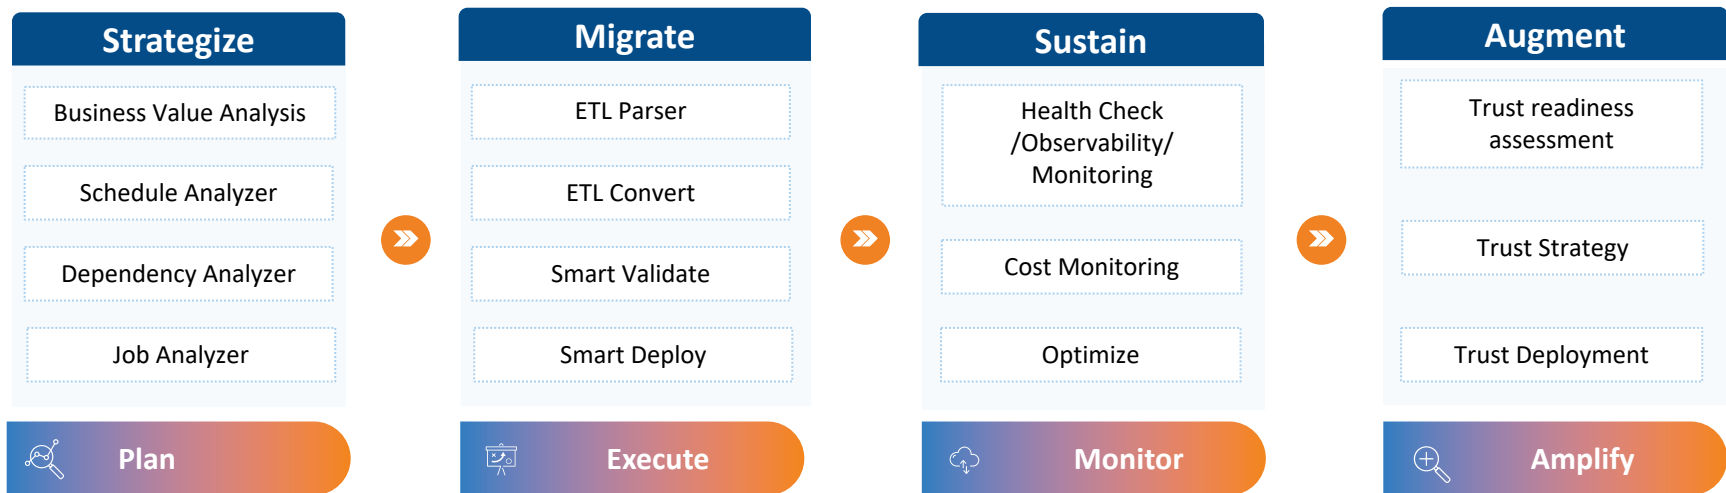 Strategize
Business Value Analysis
Schedule Analyzer
Dependency Analyzer
Job Analyzer
Plan
Migrate
ETL Parser
ETL Convert
Smart Validate
Smart Deploy
Execute
Sustain
Health Check
/Observability/
Monitoring
Cost Monitoring
Optimize
Monitor
Augment
Trust readiness
assessment
Trust Strategy
Trust Deployment
Amplify